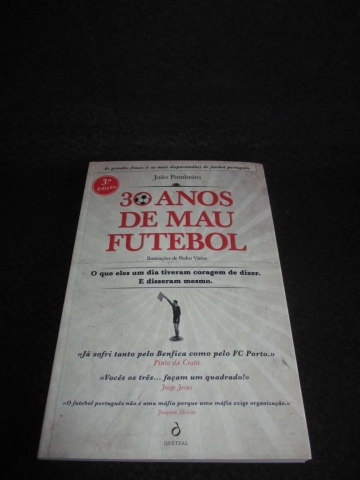 As grandes frases (e as mais disparatadas) do futebol português
João Pombeiro
3ª Edição
30 ANOS
DE MAU
FUTEBOL
Ilustrações de Pedro Vieira
O que eles um dia tiveram coragem de dizer.
E disseram mesmo.
«Já sofri tanto pelo Benfica como pelo FC Porto.»
Pinto da Costa
«Vocês os três... façam um quadrado!»
Jorge Jesus
«O futebol português não é uma máfia porque uma máfia exige organização.»
Joaquim
QUETZAL